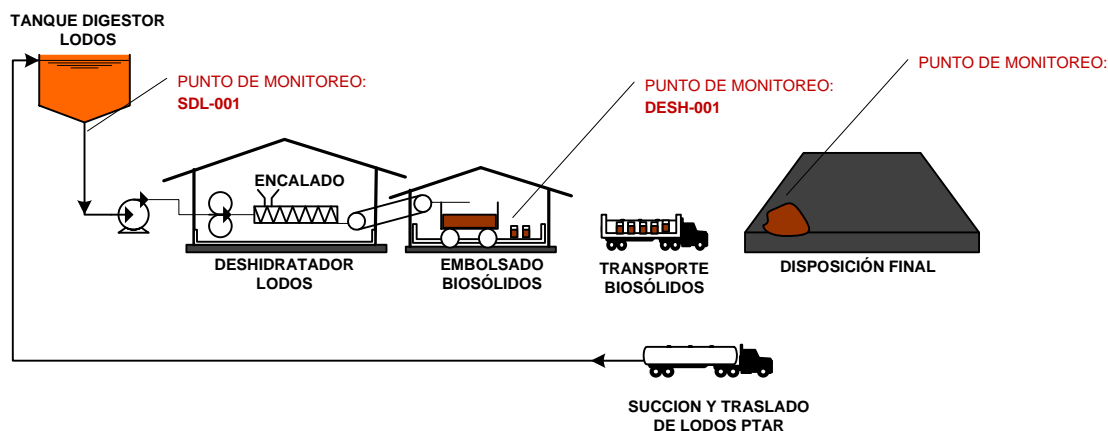 TANQUE DIGESTOR
LODOS
PUNTO DE MONITOREO:
SDL-001
PUNTO DE MONITOREO:
DESH-001
PUNTO DE MONITOREO:
ENCALADO
DESHIDRATADOR
LODOS
EMBOLSADO
BIOSÓLIDOS
TRANSPORTE
BIOSÓLIDOS
DISPOSICIÓN FINAL
SUCCION Y TRASLADO
DE LODOS PTAR